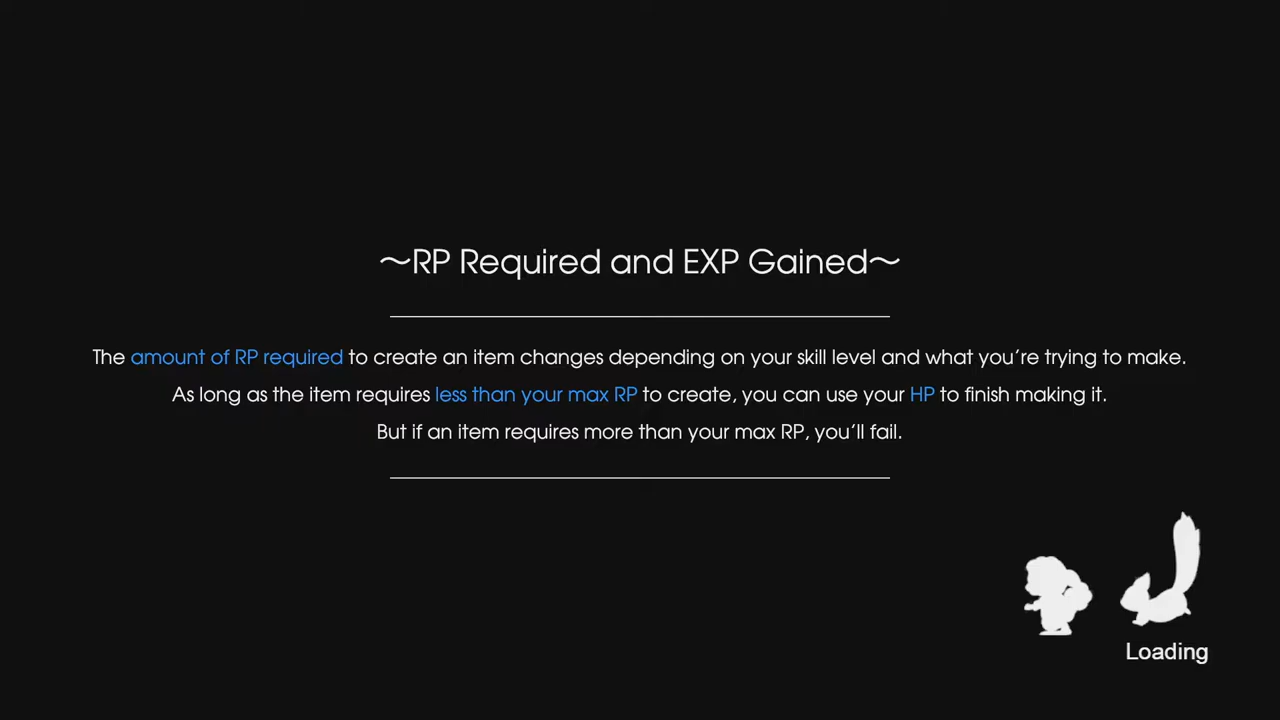 ～RP Required and EXP Gained～
The amount of RP required to create an item changes depending on your skill level and what you're trying to make.
As long as the item requires less than your max RP to create, you can use your HP to finish making it.
But if an item requires more than your max RP, you'll fail.
Loading